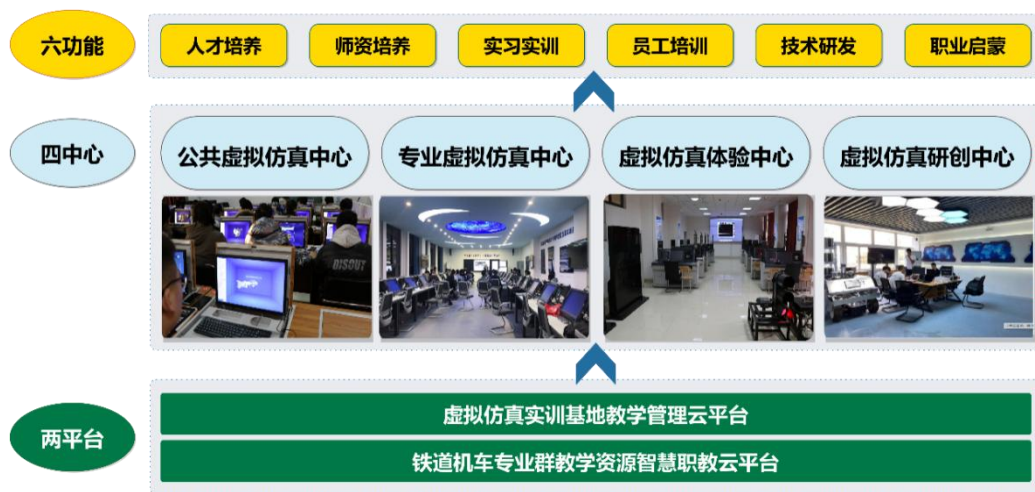 六功能
人才培养
师资培养
实习实训
员工培训
技术研发
职业启蒙
四中心
公共虚拟仿真中心
专业虚拟仿真中心
虚拟仿真体验中心
虚拟仿真研创中心
DISOUT
两平台
虚拟仿真实训基地教学管理云平台
铁道机车专业群教学资源智慧职教云平台